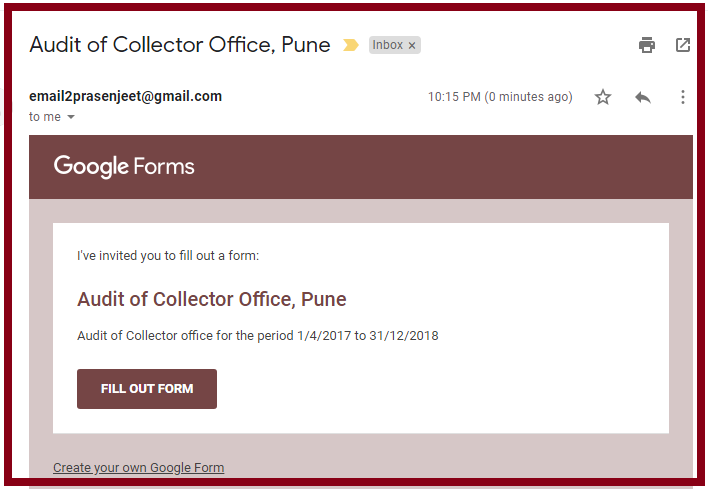 Audit of Collector Office, Pune Inbox ×
email2prasenjeet@gmail.com 10:15 PM (0 minutes ago)
to me
Google Forms
I've invited you to fill out a form:
Audit of Collector Office, Pune
Audit of Collector office for the period 1/4/2017 to 31/12/2018
FILL OUT FORM
Create your own Google Form